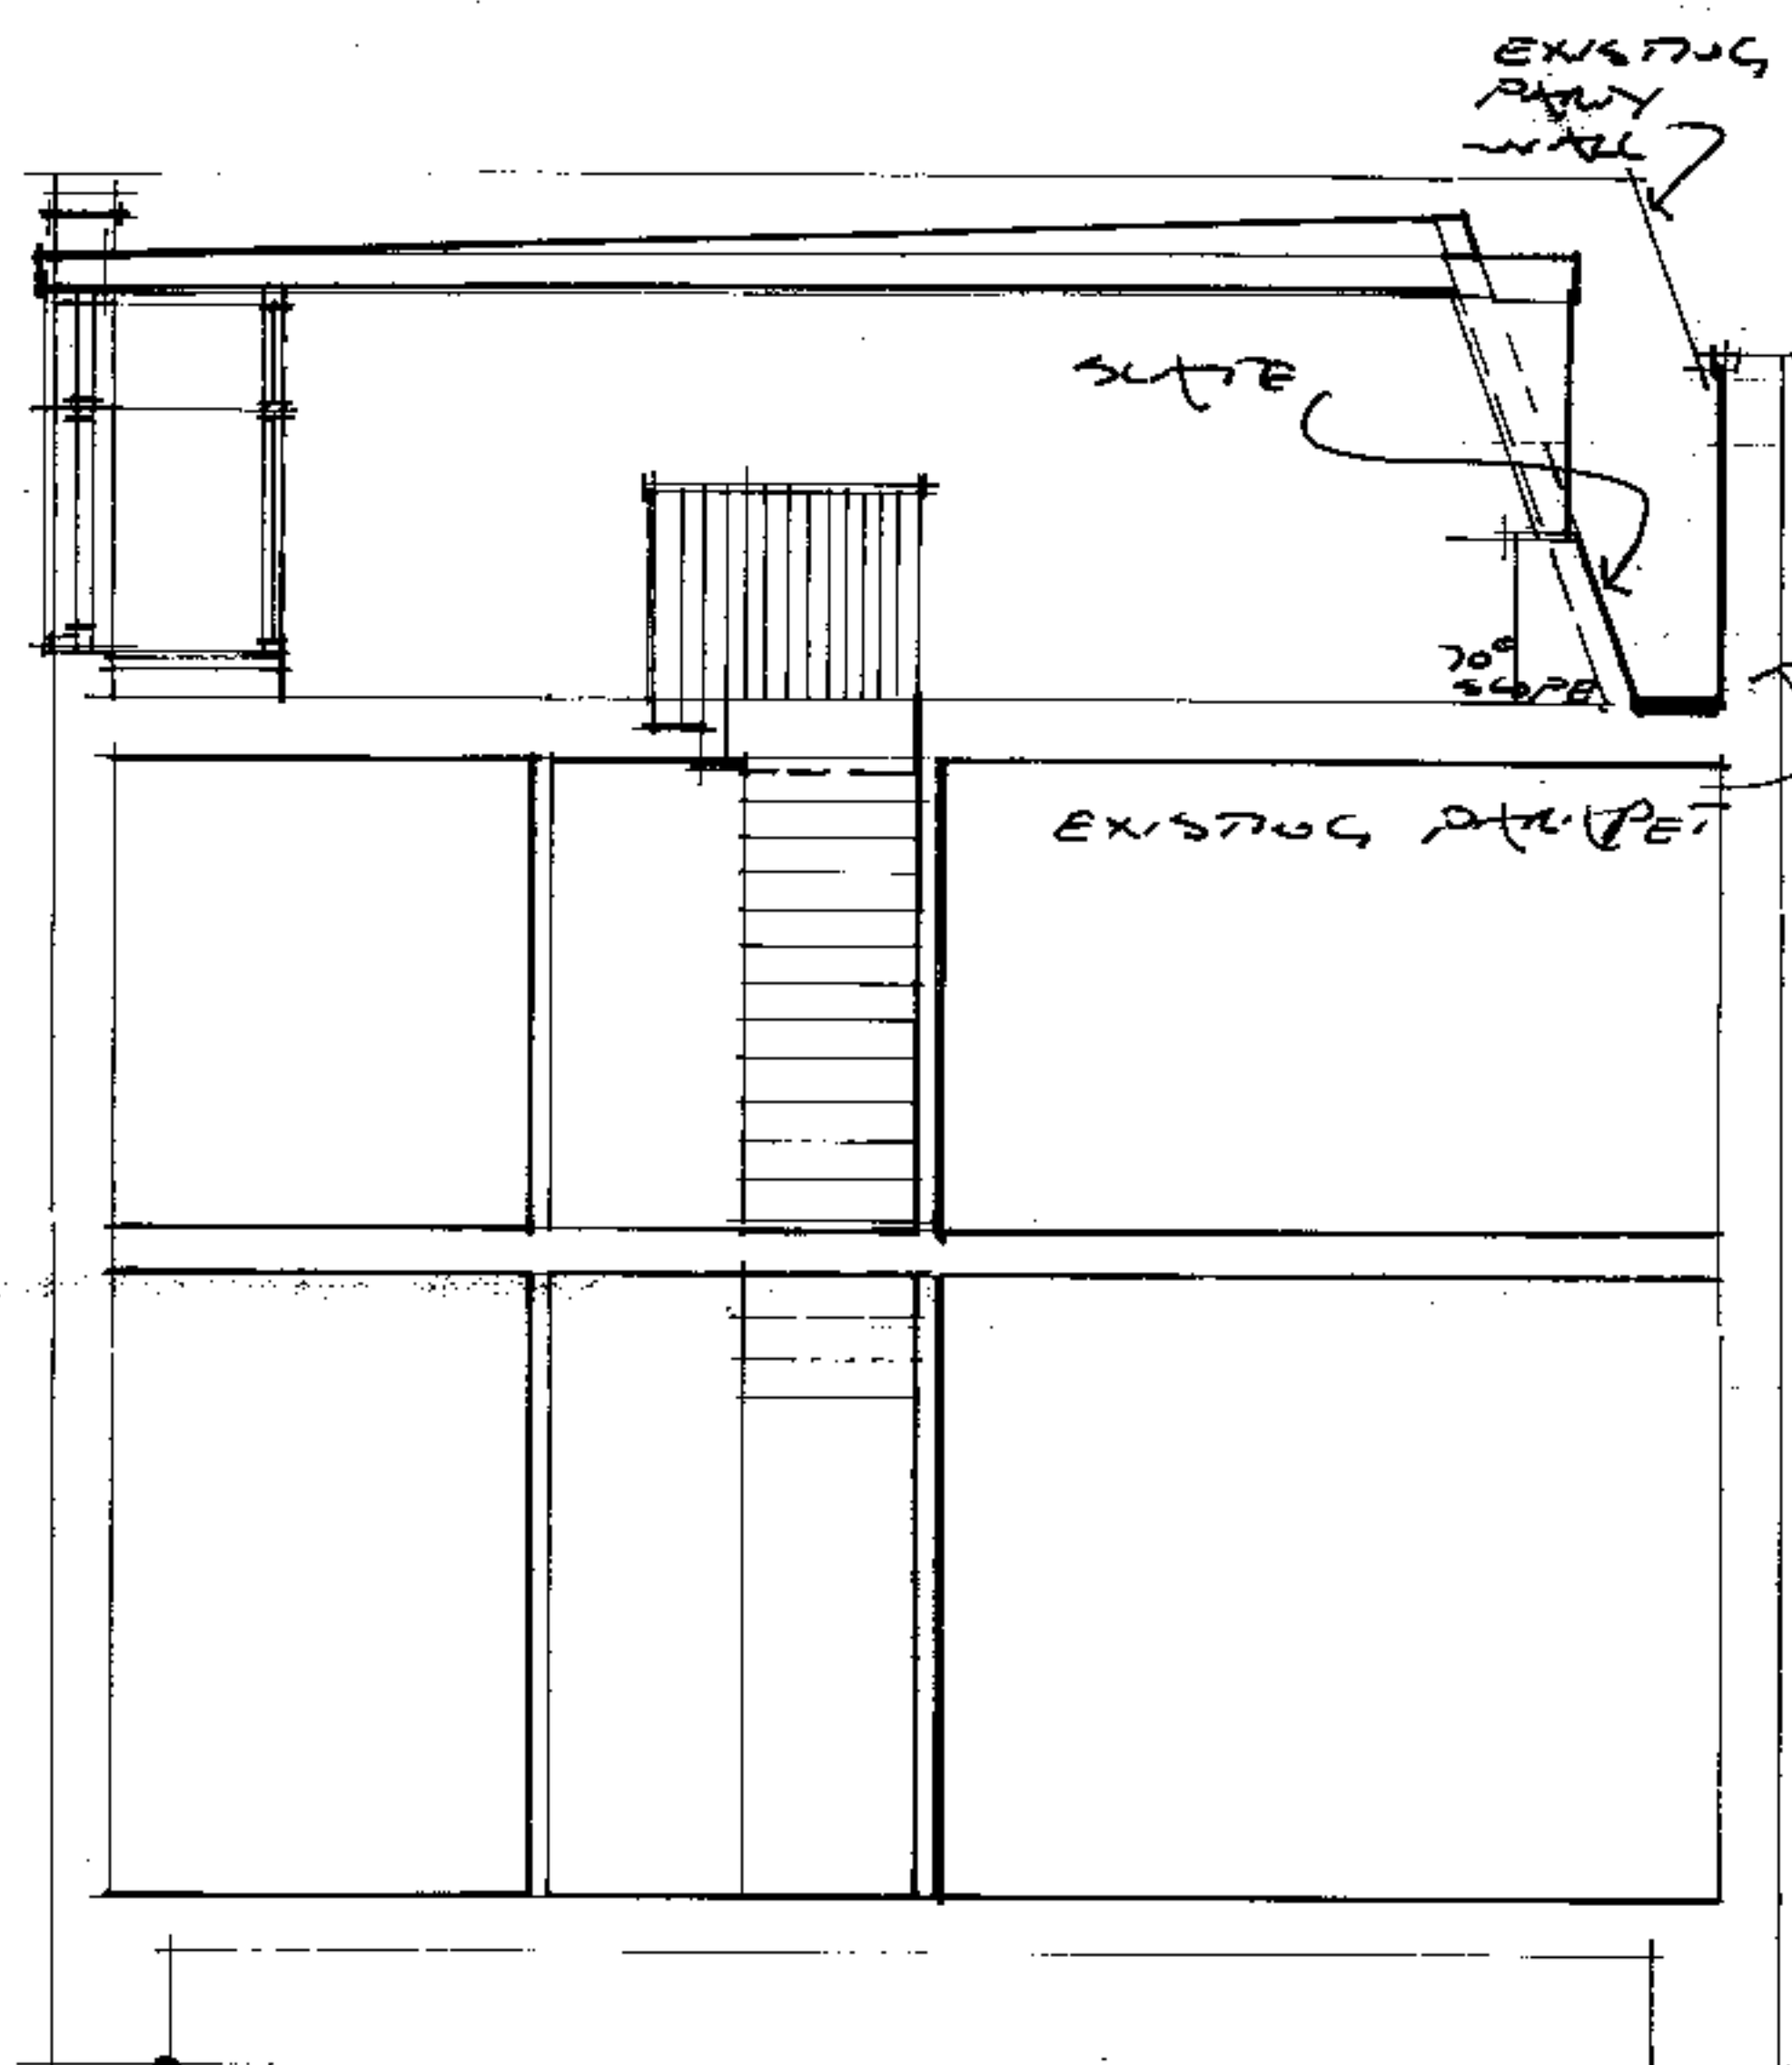 EXISTING
PARTY
WALL
SLATE
70°
SLOPE
EXISTING PARAPET